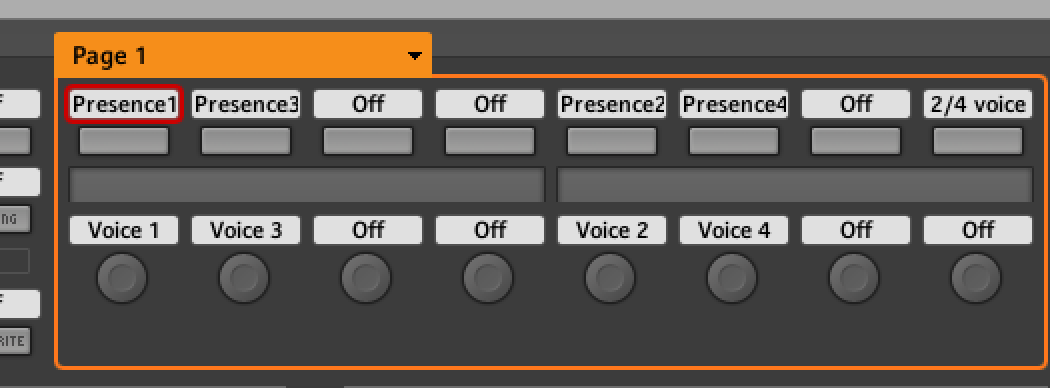 Page 1
Presence1 Presence3 Off Off Presence2 Presence4 Off 2/4 voice
NG
Voice 1 Voice 3 Off Off Voice 2 Voice 4 Off Off
RITE